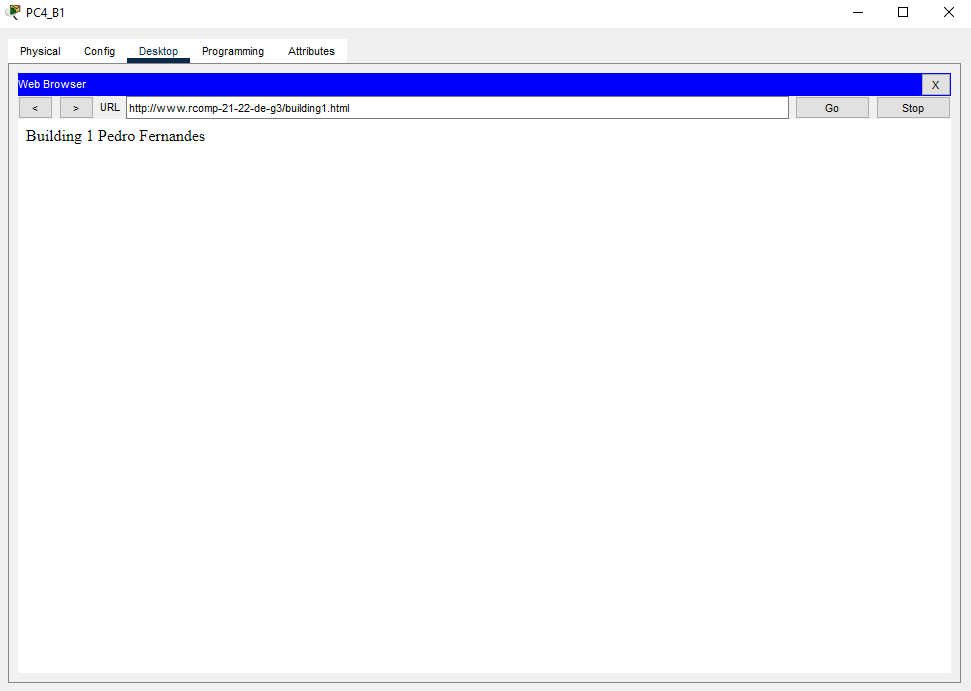 PC4_B1
Physical Config Desktop Programming Attributes
Web Browser X
< > URL http://www.rcomp-21-22-de-g3/building1.html Go Stop
Building 1 Pedro Fernandes